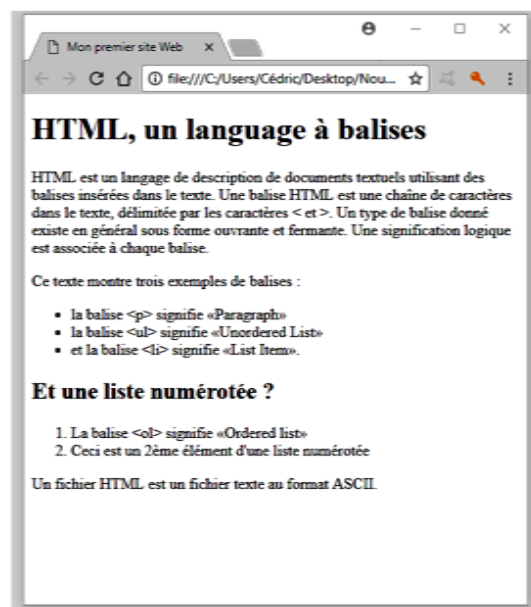 Mon premier site Web
file:///C:/Users/Cédric/Desktop/Nou...
HTML, un language à balises
HTML est un langage de description de documents textuels utilisant des
balises insérées dans le texte. Une balise HTML est une chaîne de caractères
dans le texte, délimitée par les caractères < et >. Un type de balise donné
existe en général sous forme ouvrante et fermante. Une signification logique
est associée à chaque balise.
Ce texte montre trois exemples de balises :
• la balise <p> signifie «Paragraph»
• la balise <ul> signifie «Unordered List»
• et la balise <li> signifie «List Item».
Et une liste numérotée ?
1. La balise <ol> signifie «Ordered list»
2. Ceci est un 2ème élément d'une liste numérotée
Un fichier HTML est un fichier texte au format ASCII.